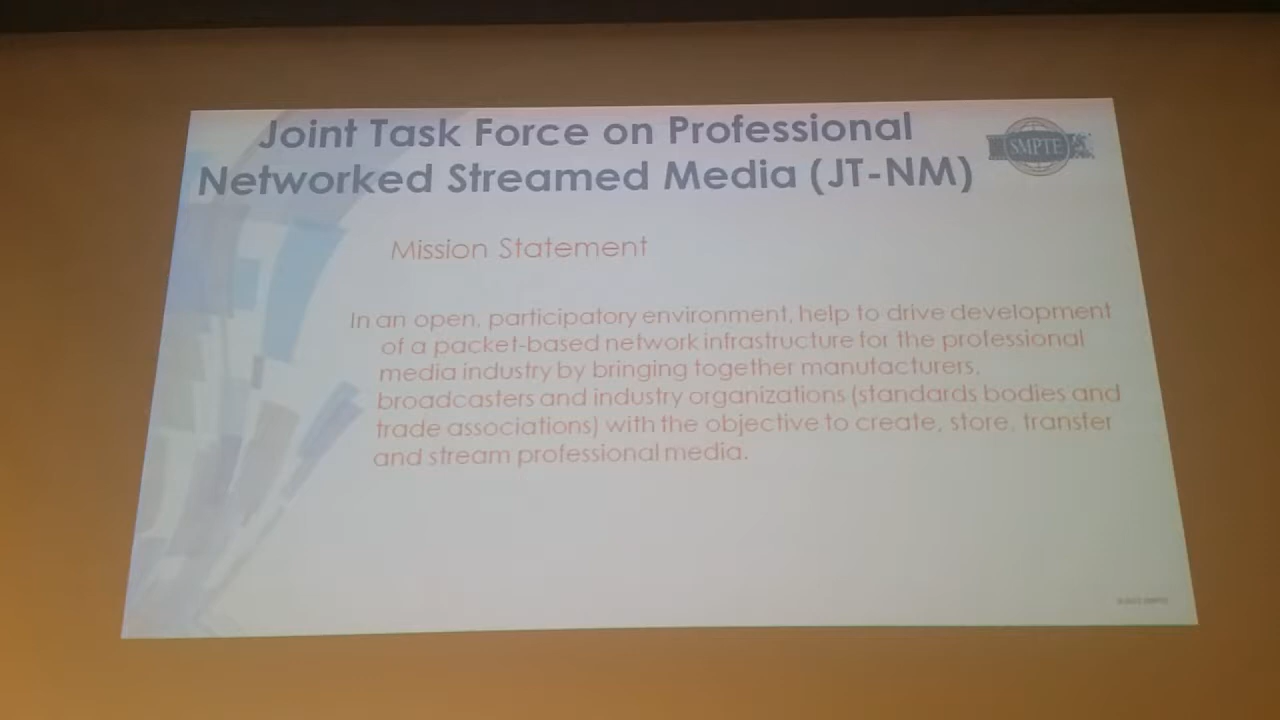 Joint Task Force on Professional
Networked Streamed Media (JT-NM)
SMPTE
Mission Statement
In an open, participatory environment, help to drive development
of a packet-based network infrastructure for the professional
media industry by bringing together manufacturers,
broadcasters and industry organizations (standards bodies and
trade associations) with the objective to create, store, transfer
and stream professional media.